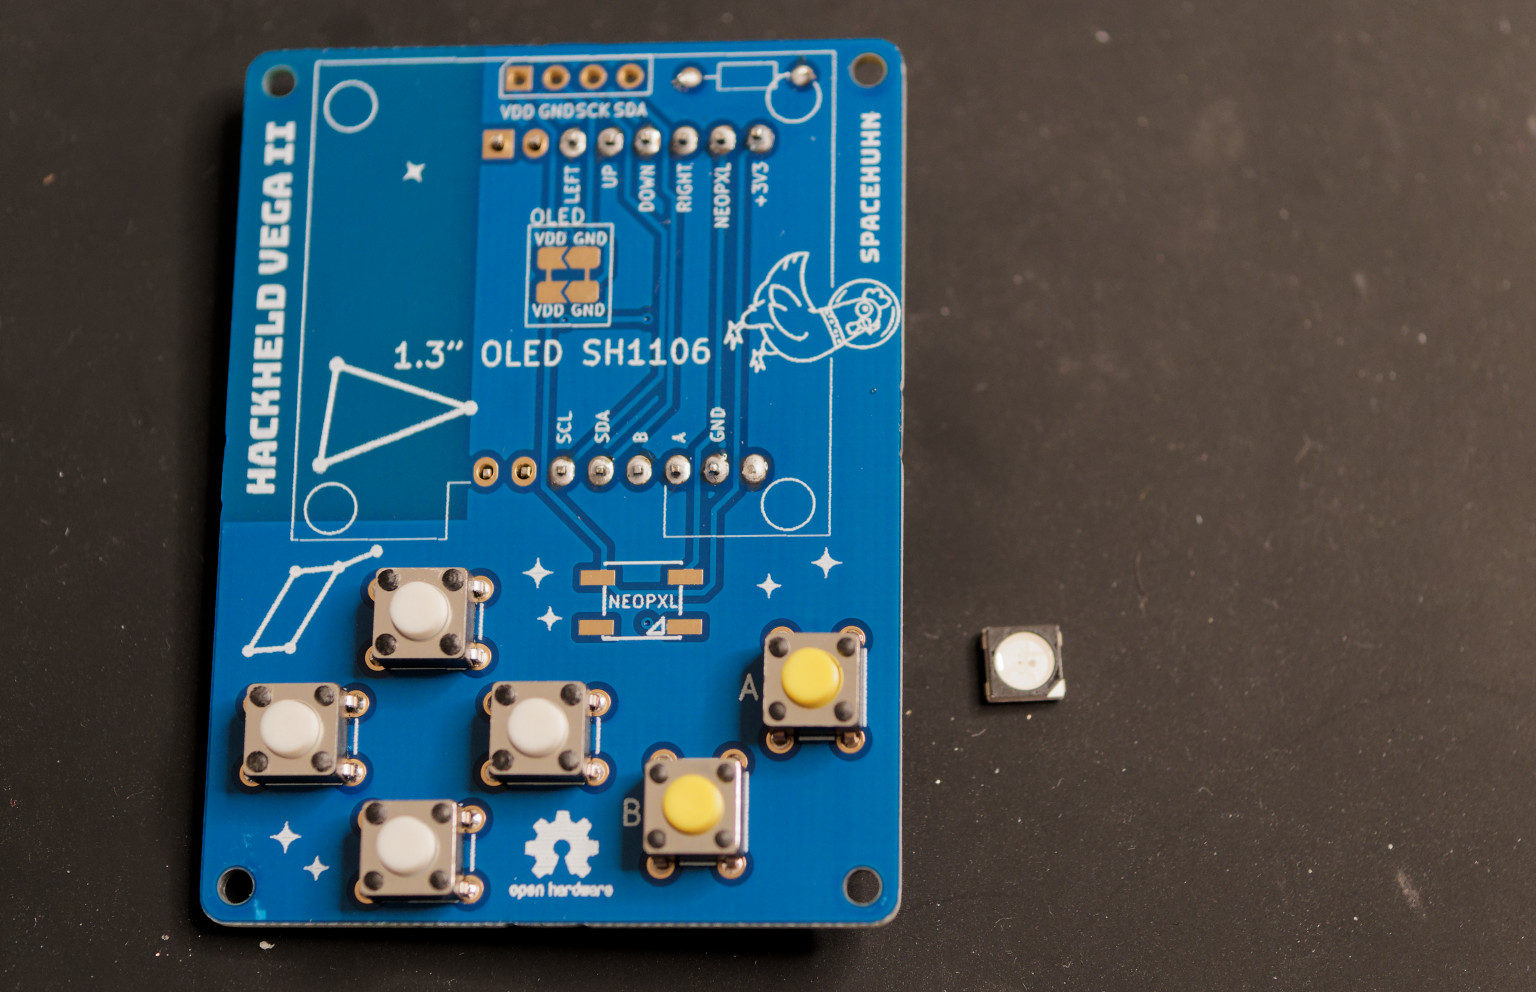 VDD GND SCK SDA
LEFT
UP
DOWN
RIGHT
NEOPXL
+3V3
HACKHELD VEGA II
SPACEHUHN
OLED
VDD GND
VDD GND
1.3” OLED SH1106
SCL
SDA
B
A
GND
NEOPXL
A
B
open hardware